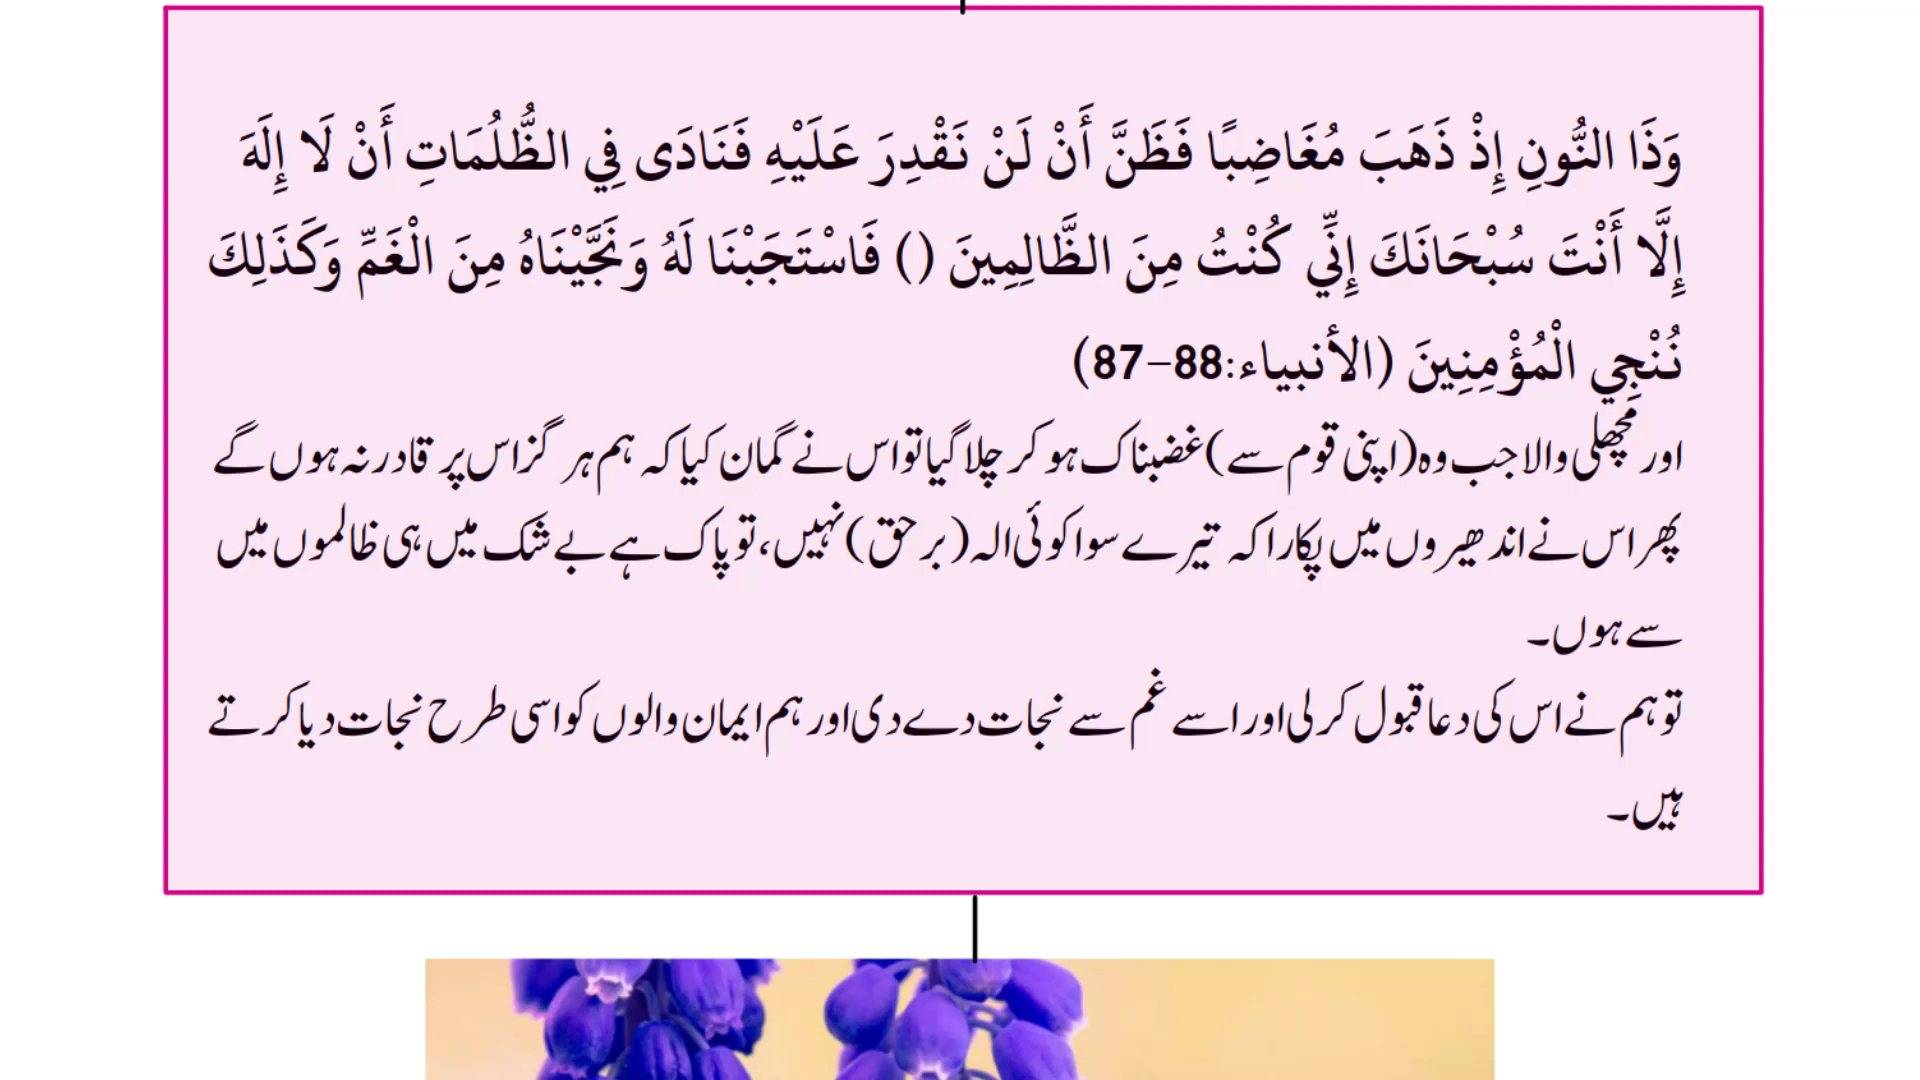 وَذَا النُّونِ إِذْ ذَهَبَ مُغَاضِبًا فَظَنَّ أَنْ لَنْ نَقْدِرَ عَلَيْهِ فَنَادَى فِي الظُّلُمَاتِ أَنْ لَا إِلَهَ
إِلَّا أَنْتَ سُبْحَانَكَ إِنِّي كُنْتُ مِنَ الظَّالِمِينَ () فَاسْتَجَبْنَا لَهُ وَنَجَّيْنَاهُ مِنَ الْغَمِّ وَكَذَلِكَ
نُنْجِي الْمُؤْمِنِينَ (الأنبياء:88-87)
اور مچھلی والا جب وہ (اپنی قوم سے) غضبناک ہو کر چلا گیا تو اس نے گمان کیا کہ ہم ہر گز اس پر قادر نہ ہوں گے
پھر اس نے اندھیروں میں پکارا کہ تیرے سوا کوئی الہ (بر حق) نہیں، تو پاک ہے بے شک میں ہی ظالموں میں
سے ہوں۔
تو ہم نے اس کی دعا قبول کر لی اور اسے غم سے نجات دے دی اور ہم ایمان والوں کو اسی طرح نجات دیا کرتے
ہیں۔